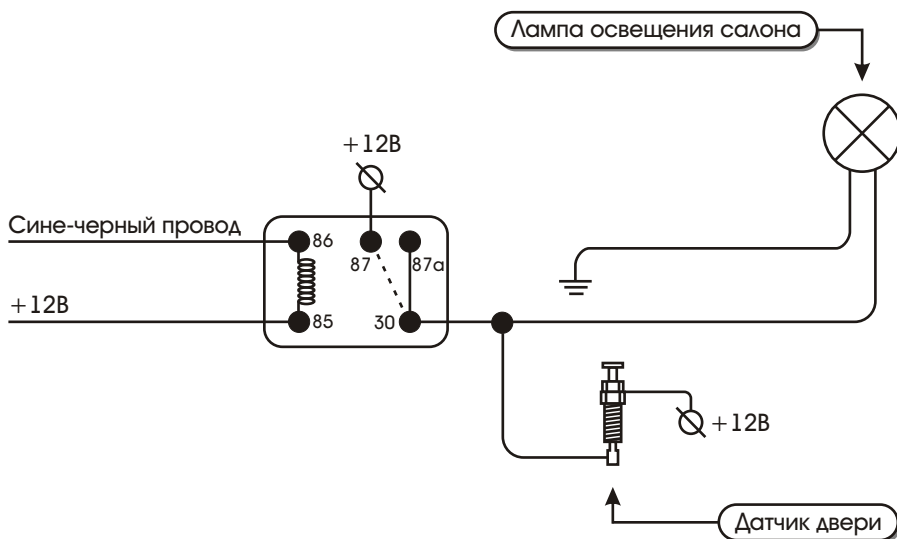 Лампа освещения салона
+12В
Сине-черный провод
86
87
87а
+12В
85
30
+12В
Датчик двери